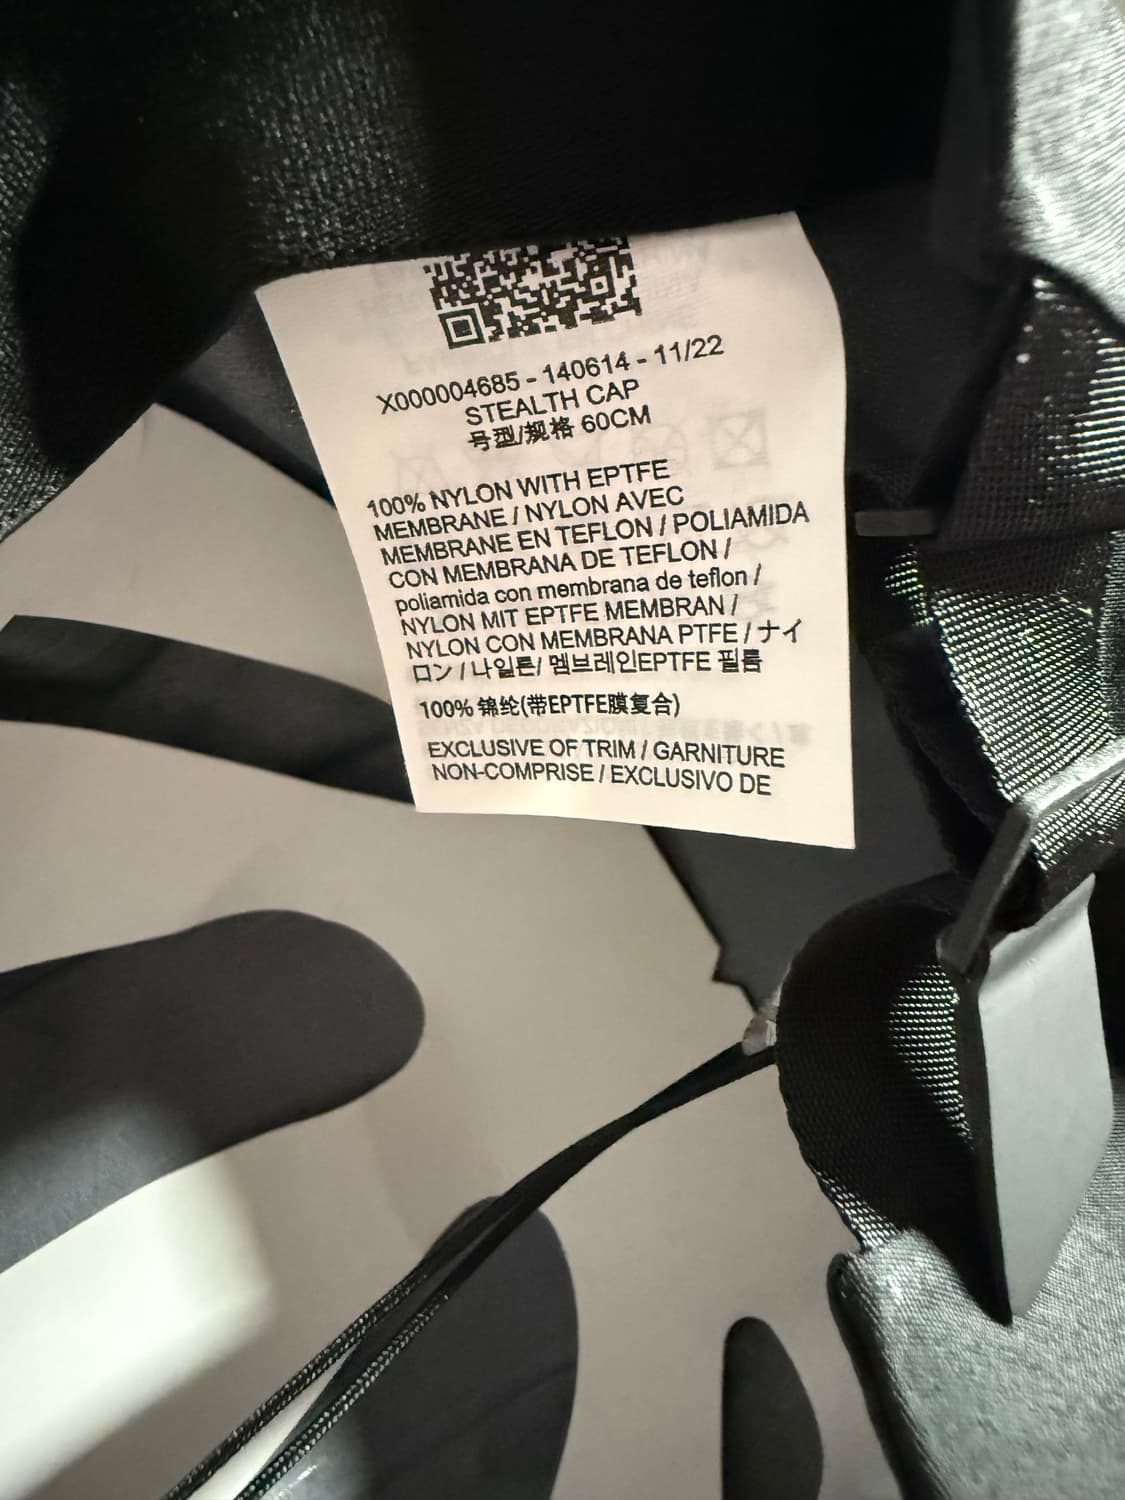 X000004685 - 140614 - 11/22
STEALTH CAP
号型/规格 60CM
100% NYLON WITH EPTFE
MEMBRANE / NYLON AVEC
MEMBRANE EN TEFLON / POLIAMIDA
CON MEMBRANA DE TEFLON /
poliamida con membrana de teflon /
NYLON MIT EPTFE MEMBRAN /
NYLON CON MEMBRANA PTFE / ナイ
ロン / 나일론/ 멤브레인EPTFE 필름
100% 锦纶(带EPTFE膜复合)
EXCLUSIVE OF TRIM / GARNITURE
NON-COMPRISE / EXCLUSIVO DE